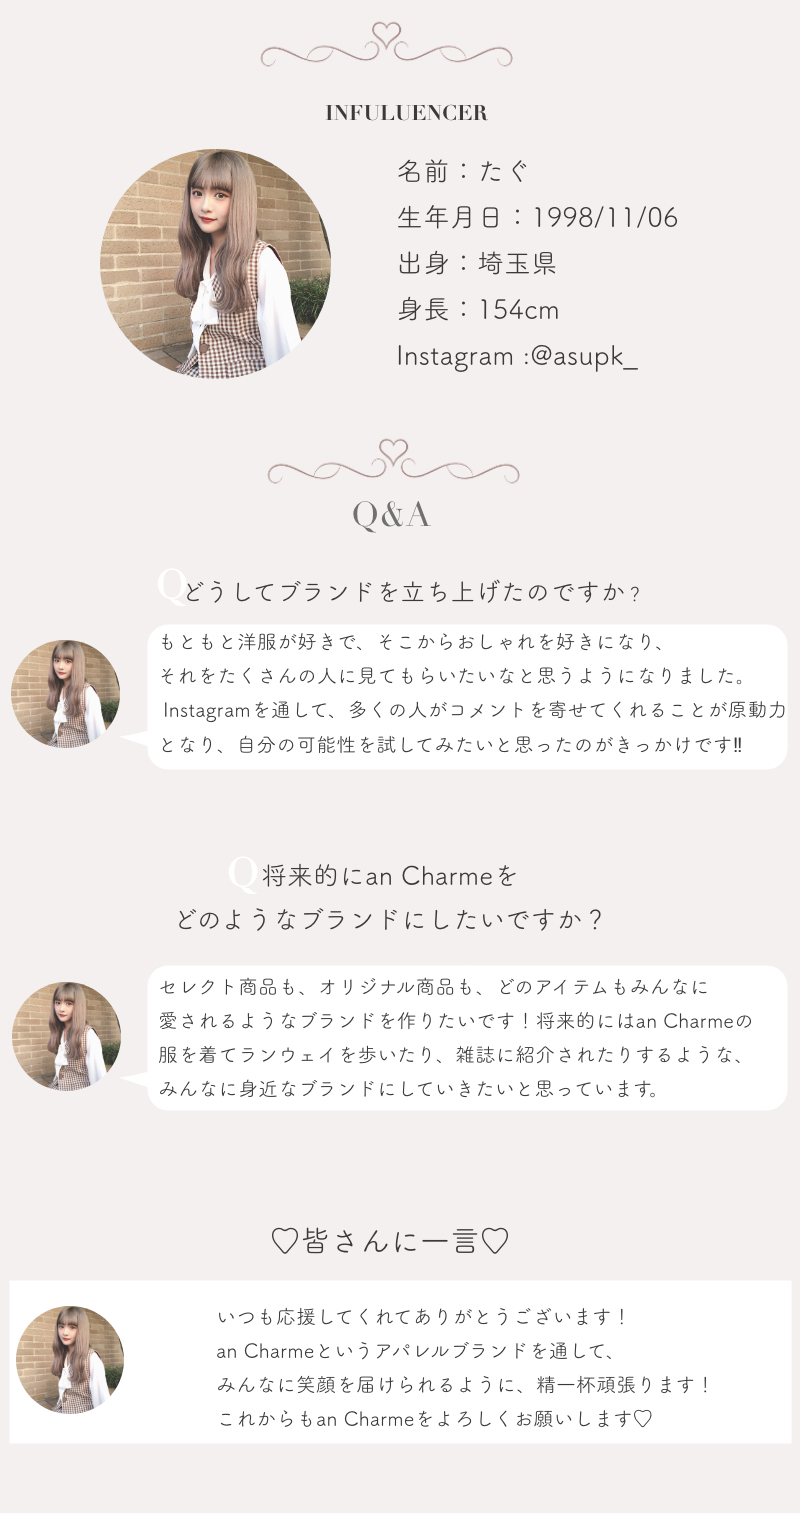 INFULUENCER
名前：たぐ
生年月日：1998/11/06
出身：埼玉県
身長：154cm
Instagram :@asupk_
Q&A
Qどうしてブランドを立ち上げたのですか？
もともと洋服が好きで、そこからおしゃれを好きになり、
それをたくさんの人に見てもらいたいなと思うようになりました。
Instagramを通して、多くの人がコメントを寄せてくれることが原動力
となり、自分の可能性を試してみたいと思ったのがきっかけです‼
Q将来的にan Charmeを
どのようなブランドにしたいですか？
セレクト商品も、オリジナル商品も、どのアイテムもみんなに
愛されるようなブランドを作りたいです！将来的にはan Charmeの
服を着てランウェイを歩いたり、雑誌に紹介されたりするような、
みんなに身近なブランドにしていきたいと思っています。
♡皆さんに一言♡
いつも応援してくれてありがとうございます！
an Charmeというアパレルブランドを通して、
みんなに笑顔を届けられるように、精一杯頑張ります！
これからもan Charmeをよろしくお願いします♡